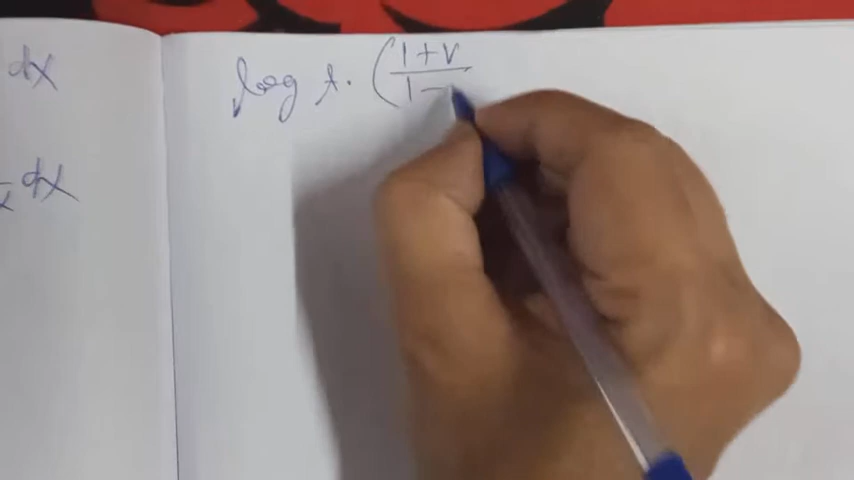 dx
log x. (1+v
1-
dx